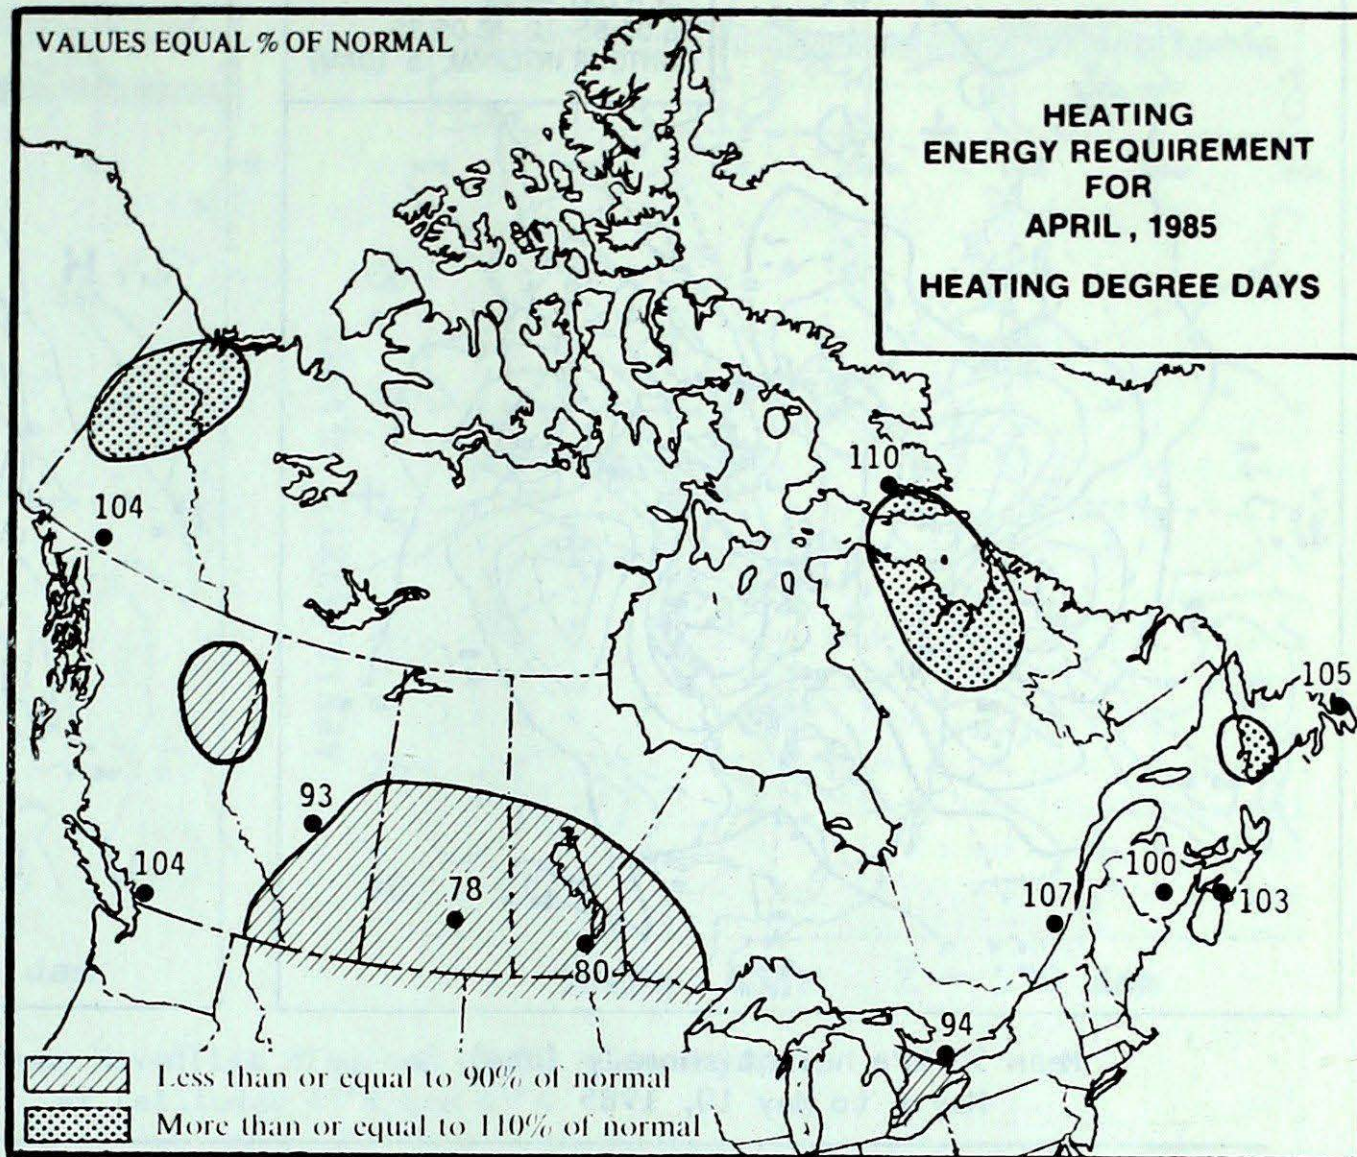 VALUES EQUAL % OF NORMAL
HEATING
ENERGY REQUIREMENT
FOR
APRIL, 1985
HEATING DEGREE DAYS
110
104
105
93
104
78
100
107
103
80
94
Less than or equal to 90% of normal
More than or equal to 110% of normal